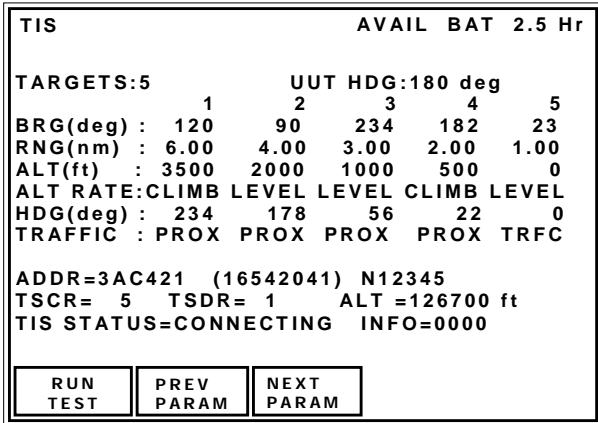 TIS AVAIL BAT 2.5 Hr
TARGETS:5 UUT HDG:180 deg
1 2 3 4 5
BRG(deg) : 120 90 234 182 23
RNG(nm) : 6.00 4.00 3.00 2.00 1.00
ALT(ft) : 3500 2000 1000 500 0
ALT RATE:CLIMB LEVEL LEVEL CLIMB LEVEL
HDG(deg) : 234 178 56 22 0
TRAFFIC : PROX PROX PROX PROX TRFC
ADDR=3AC421 (16542041) N12345
TSCR= 5 TSDR= 1 ALT =126700 ft
TIS STATUS=CONNECTING INFO=0000
RUN TEST
PREV PARAM
NEXT PARAM